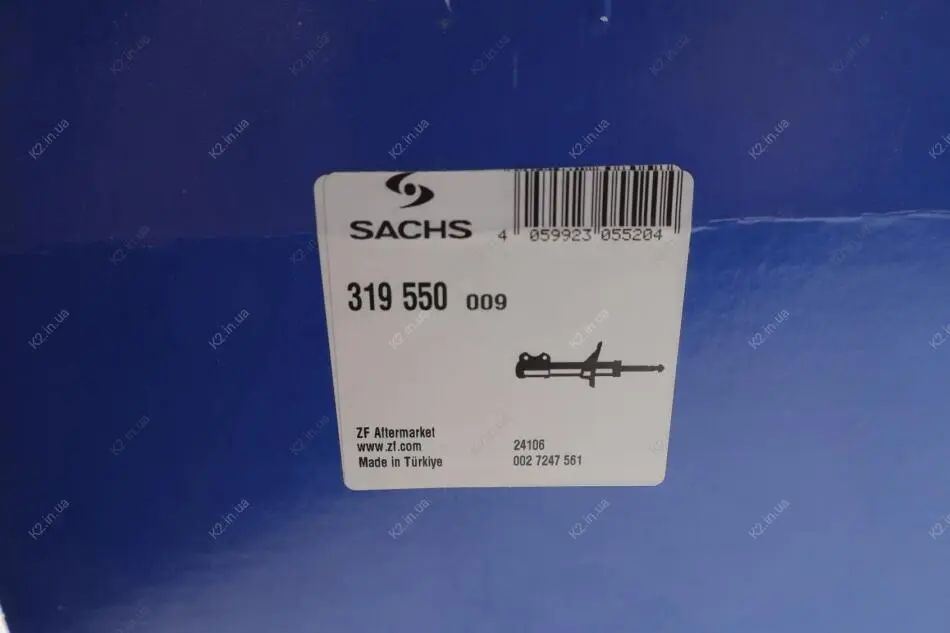 SACHS
4 059923 055204
319 550 009
ZF Aftermarket
www.zf.com
Made in Türkiye
24106
002 7247 561
K2.in.ua